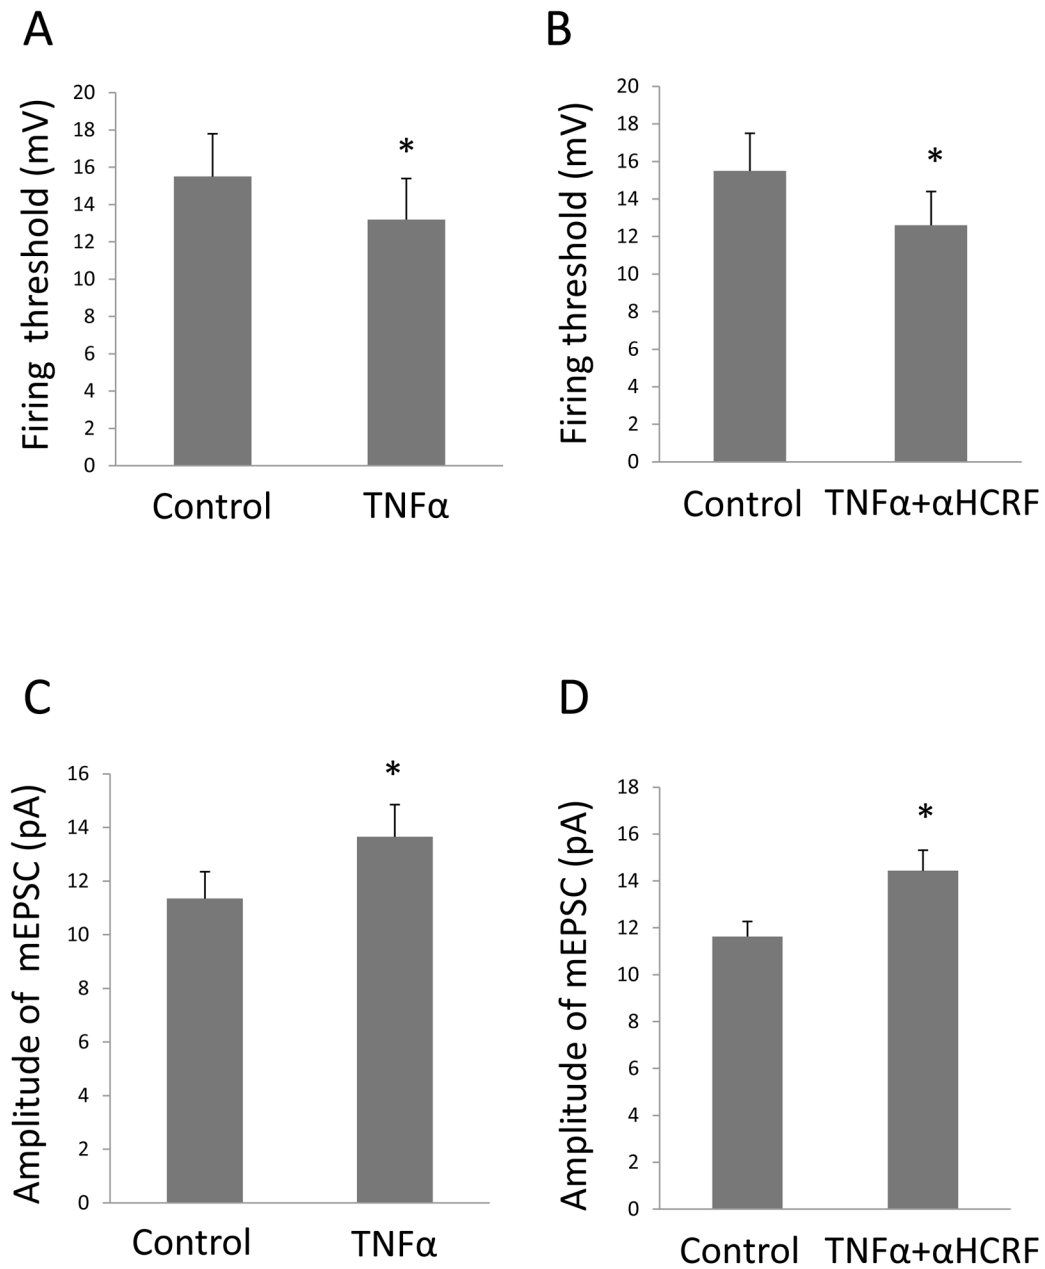 A
Firing threshold (mV)
20
18
16
14
12
10
8
6
4
2
0
*
Control
TNFα
B
Firing threshold (mV)
20
18
16
14
12
10
8
6
4
2
0
*
Control
TNFα+αHCRF
C
Amplitude of mEPSC (pA)
16
14
12
10
8
6
4
2
0
*
Control
TNFα
D
Amplitude of mEPSC (pA)
18
16
14
12
10
8
6
4
2
0
*
Control
TNFα+αHCRF